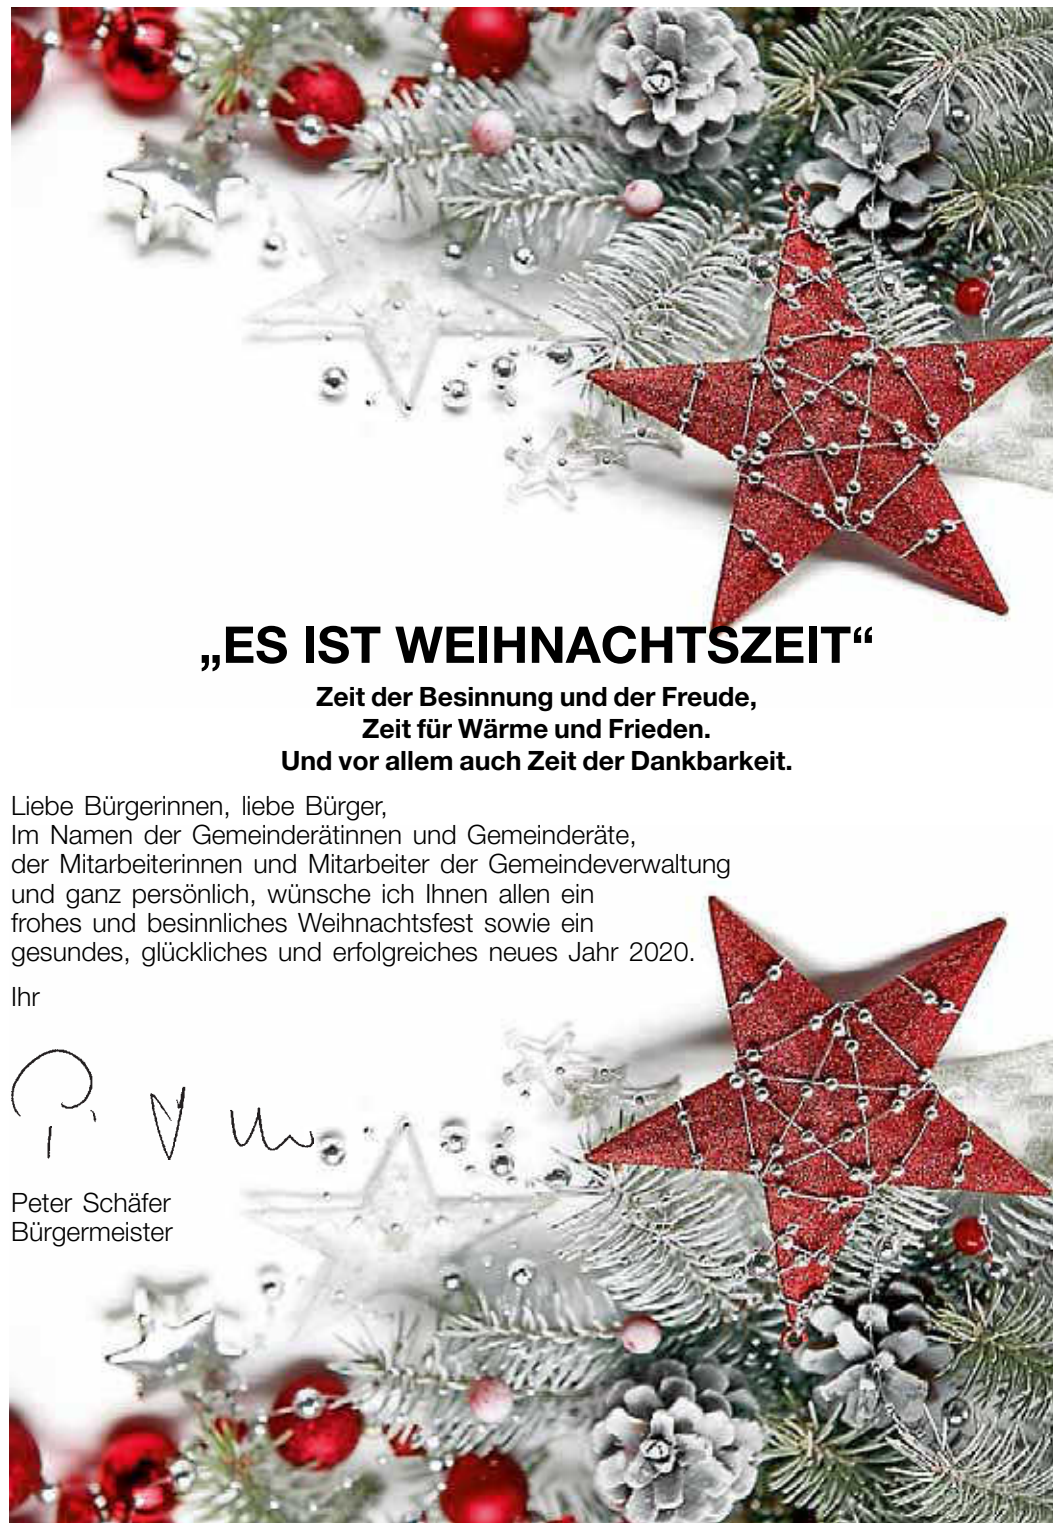 „ES IST WEIHNACHTSZEIT“
Zeit der Besinnung und der Freude,
Zeit für Wärme und Frieden.
Und vor allem auch Zeit der Dankbarkeit.
Liebe Bürgerinnen, liebe Bürger,
Im Namen der Gemeinderätinnen und Gemeinderäte,
der Mitarbeiterinnen und Mitarbeiter der Gemeindeverwaltung
und ganz persönlich, wünsche ich Ihnen allen ein
frohes und besinnliches Weihnachtsfest sowie ein
gesundes, glückliches und erfolgreiches neues Jahr 2020.
Ihr
Peter Schäfer
Bürgermeister